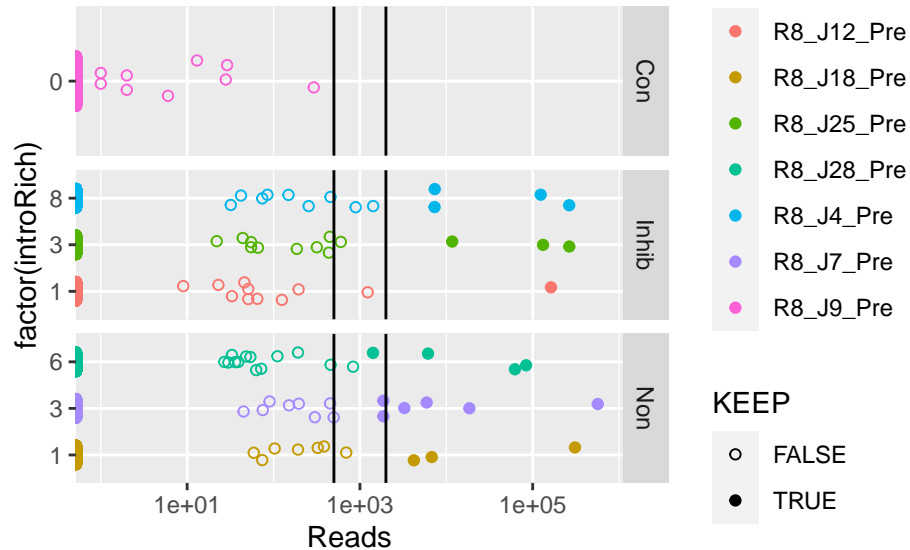 factor(introRich)
0
Con
8
3
1
Inhib
6
3
1
Non
1e+01
1e+03
1e+05
Reads
R8_J12_Pre
R8_J18_Pre
R8_J25_Pre
R8_J28_Pre
R8_J4_Pre
R8_J7_Pre
R8_J9_Pre
KEEP
FALSE
TRUE